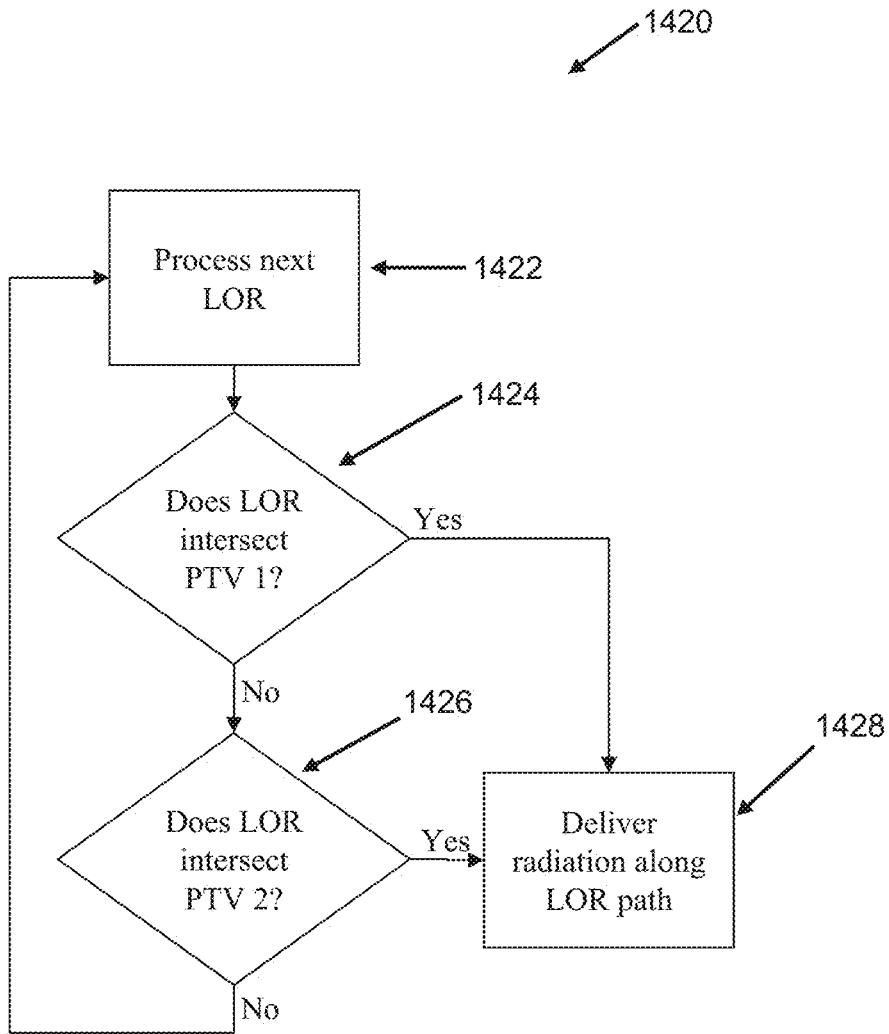 1420
Process next
LOR
1422
1424
Does LOR
intersect
PTV 1?
Yes
No
1426
1428
Does LOR
intersect
PTV 2?
Yes
Deliver
radiation along
LOR path
No